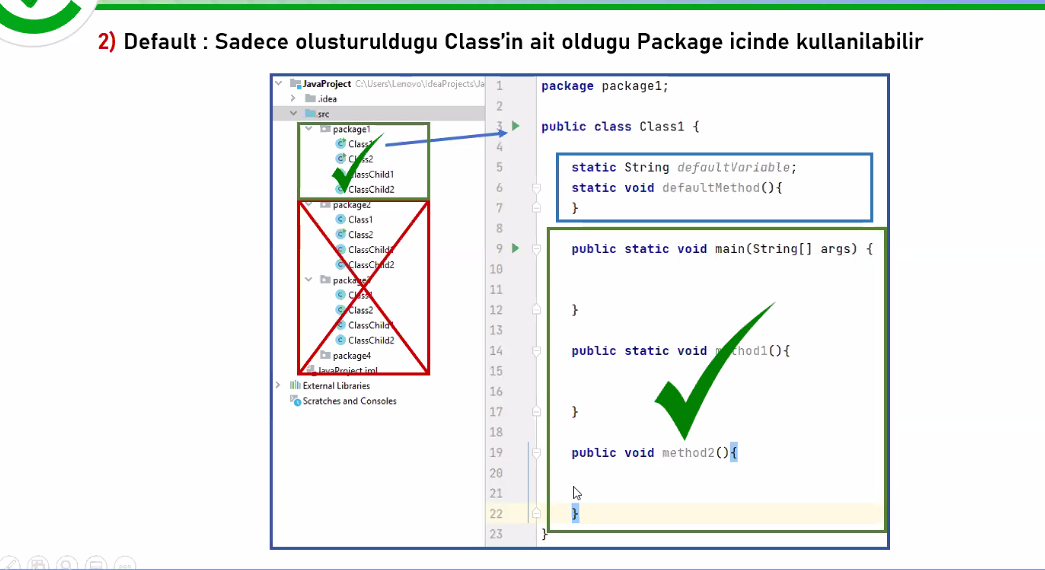 2) Default : Sadece olusturuldugu Class'in ait oldugu Package icinde kullanilabilir
JavaProject C:\Users\Lenovo\IdeaProjects\Ja
.idea
src
package1
Class1
Class2
ClassChild1
ClassChild2
package2
Class1
Class2
ClassChild1
ClassChild2
package3
Class1
Class2
ClassChild1
ClassChild2
package4
JavaProject.iml
External Libraries
Scratches and Consoles
1 package package1;
2
3 public class Class1 {
4
5 static String defaultVariable;
6 static void defaultMethod(){
7 }
8
9 public static void main(String[] args) {
10
11
12 }
13
14 public static void method1(){
15
16
17 }
18
19 public void method2(){
20
21
22 }
23 }